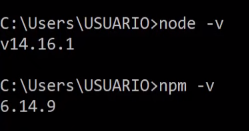 C:\Users\USUARIO>node -v
v14.16.1
C:\Users\USUARIO>npm -v
6.14.9